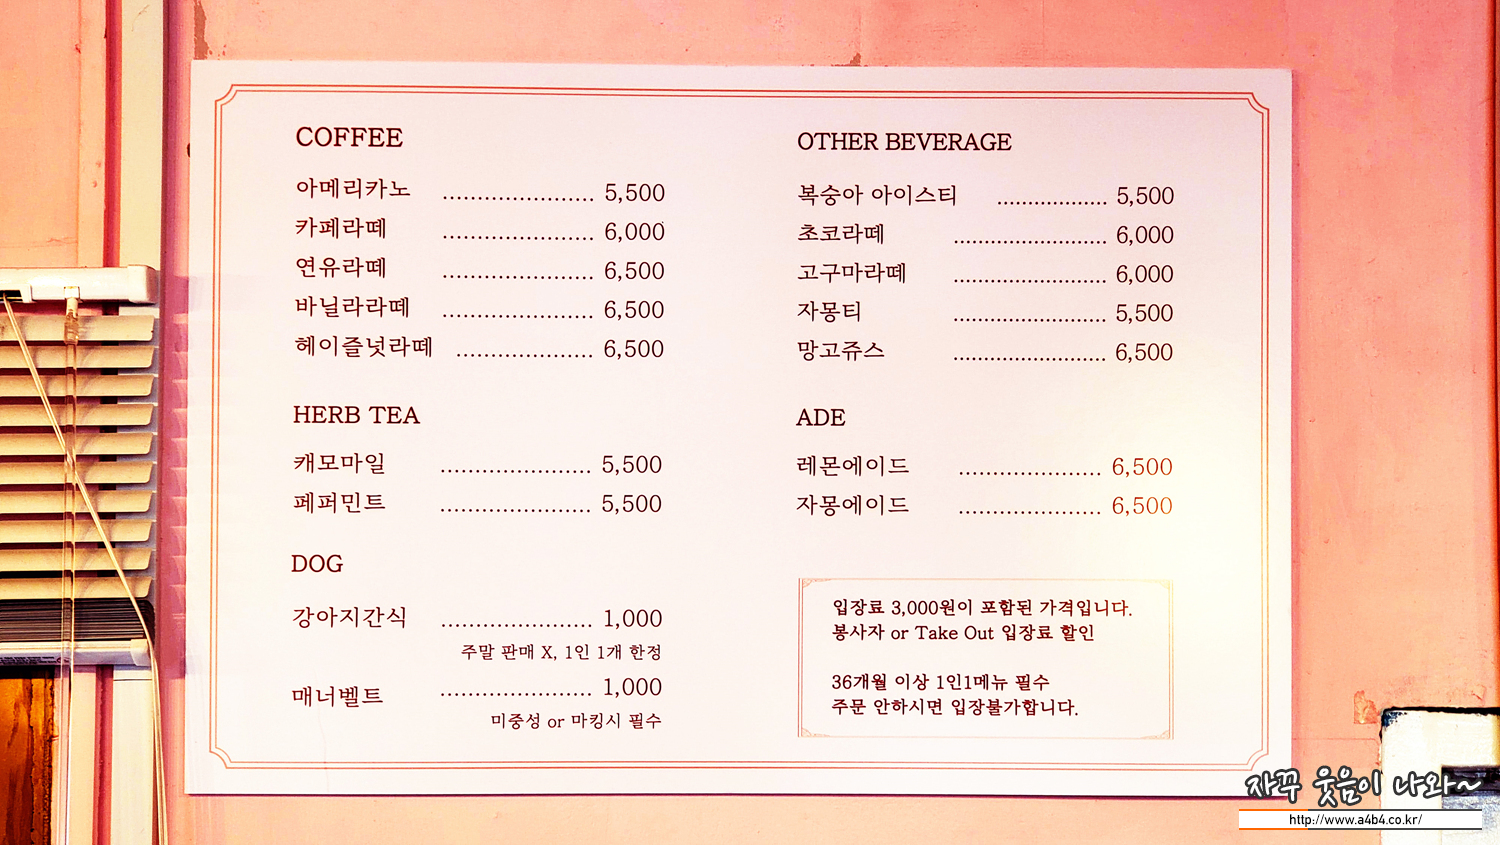 COFFEE
아메리카노 ....................... 5,500
카페라떼 ....................... 6,000
연유라떼 ....................... 6,500
바닐라라떼 ....................... 6,500
헤이즐넛라떼 ..................... 6,500
HERB TEA
캐모마일 ....................... 5,500
페퍼민트 ....................... 5,500
DOG
강아지간식 ....................... 1,000
주말 판매 X, 1인 1개 한정
매너벨트 ....................... 1,000
미중성 or 마킹시 필수
OTHER BEVERAGE
복숭아 아이스티 ................... 5,500
초코라떼 .......................... 6,000
고구마라떼 .......................... 6,000
자몽티 .......................... 5,500
망고쥬스 .......................... 6,500
ADE
레몬에이드 ...................... 6,500
자몽에이드 ...................... 6,500
입장료 3,000원이 포함된 가격입니다.
봉사자 or Take Out 입장료 할인
36개월 이상 1인1메뉴 필수
주문 안하시면 입장불가합니다.
자꾸 웃음이 나와~
http://www.a4b4.co.kr/